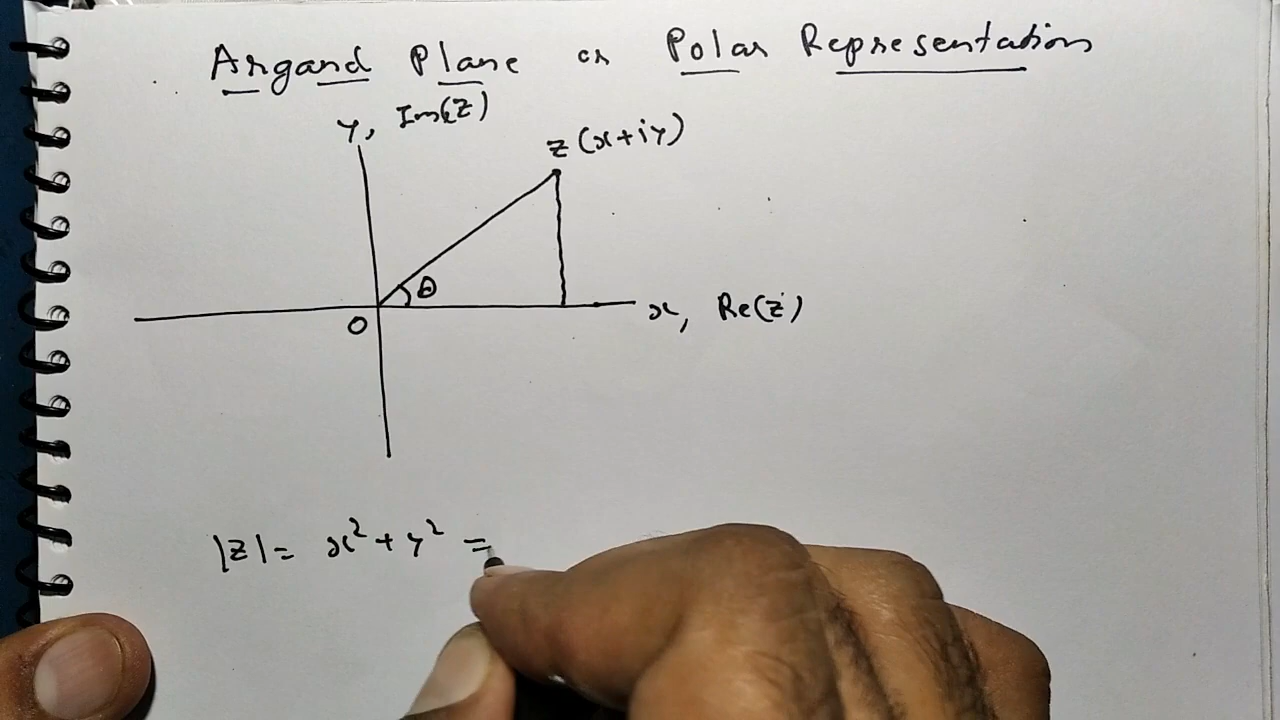 Argand Plane or Polar Representation
y, Im(z)
z (x+iy)
θ
O
x, Re(z)
|z| = x² + y² =